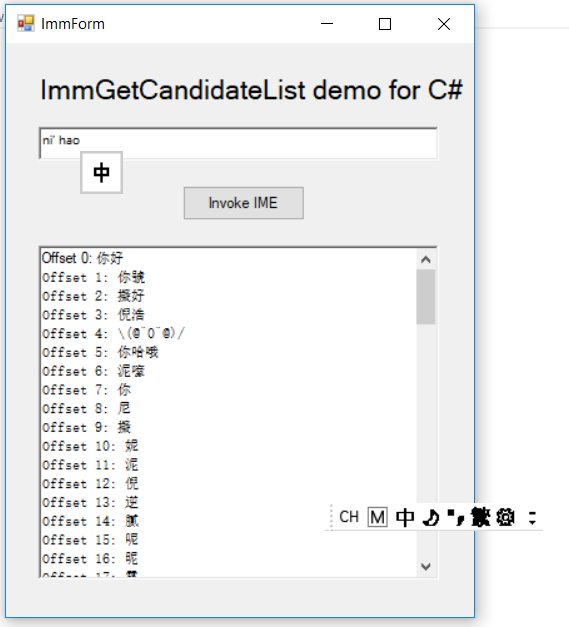 ImmForm
ImmGetCandidateList demo for C#
ni' hao
中
Invoke IME
Offset 0: 你好
Offset 1: 你號
Offset 2: 擬好
Offset 3: 倪浩
Offset 4: \(@^0^@)/
Offset 5: 你哈哦
Offset 6: 泥嚎
Offset 7: 你
Offset 8: 尼
Offset 9: 擬
Offset 10: 妮
Offset 11: 泥
Offset 12: 倪
Offset 13: 逆
Offset 14: 膩
Offset 15: 呢
Offset 16: 昵
Offset 17:
CH M 中 繁